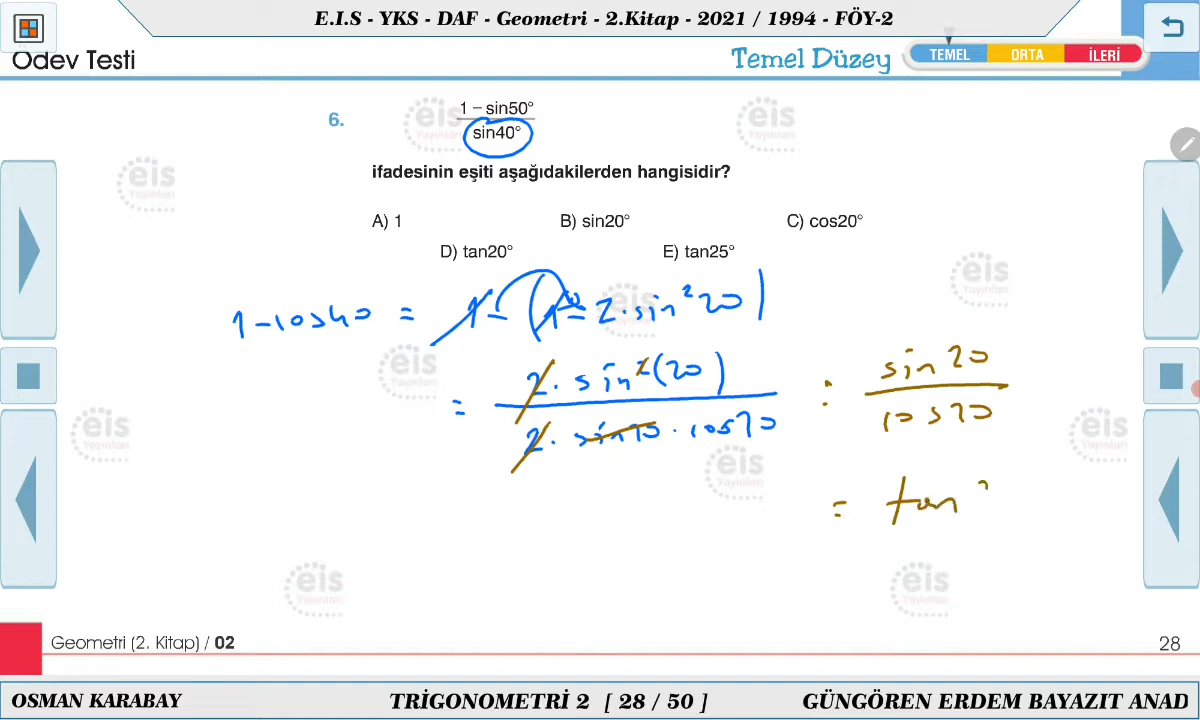 E.I.S - YKS - DAF - Geometri - 2.Kitap - 2021 / 1994 - FÖY-2
Ödev Testi
Temel Düzey
TEMEL ORTA İLERİ
6.
1 – sin50°
sin40°
ifadesinin eşiti aşağıdakilerden hangisidir?
A) 1 B) sin20° C) cos20°
D) tan20° E) tan25°
1 - cos40 = 1 - (1 - 2 · sin²20)
= 2 · sin²(20)
2 · sin20 · cos20
: sin20
cos20
= tan 2
eis Yayınları
Geometri (2. Kitap) / 02
28
OSMAN KARABAY
TRİGONOMETRİ 2 [ 28 / 50 ]
GÜNGÖREN ERDEM BAYAZIT ANAD